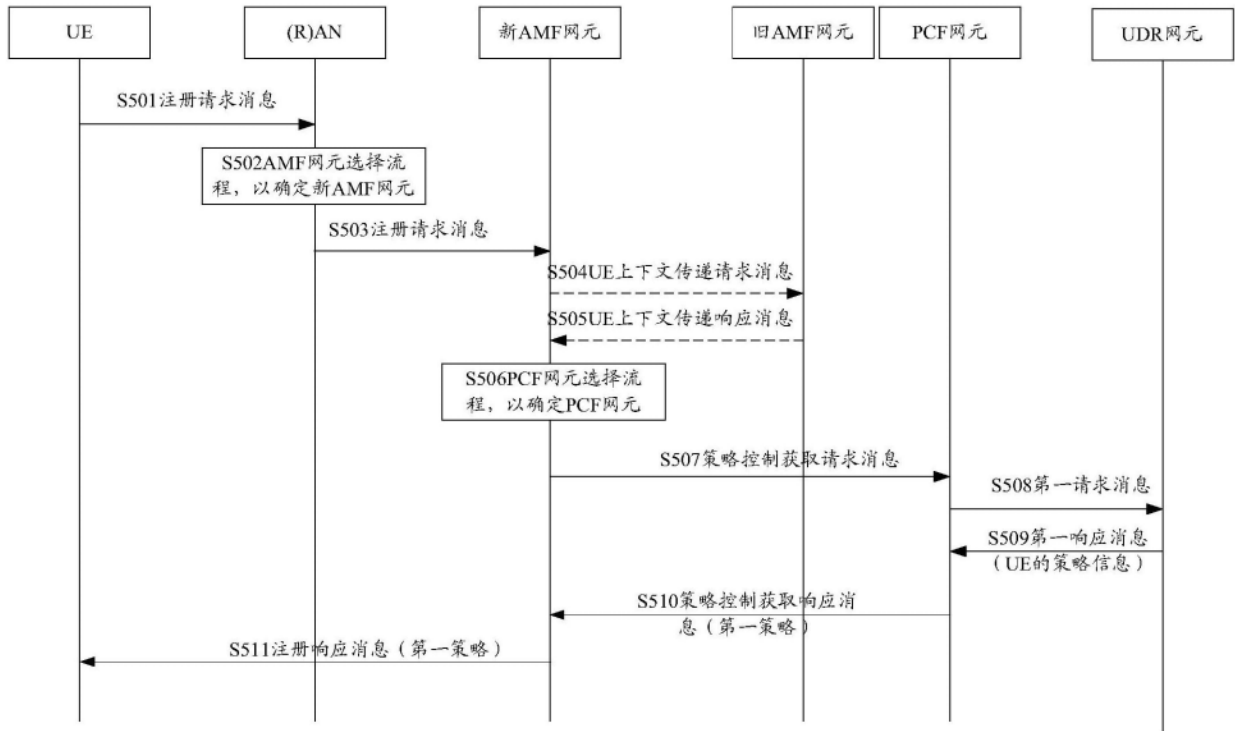 UE
(R)AN
新AMF网元
旧AMF网元
PCF网元
UDR网元
S501注册请求消息
S502AMF网元选择流
程，以确定新AMF网元
S503注册请求消息
S504UE上下文传递请求消息
S505UE上下文传递响应消息
S506PCF网元选择流
程，以确定PCF网元
S507策略控制获取请求消息
S508第一请求消息
S509第一响应消息
（UE的策略信息）
S510策略控制获取响应消
息（第一策略）
S511注册响应消息（第一策略）